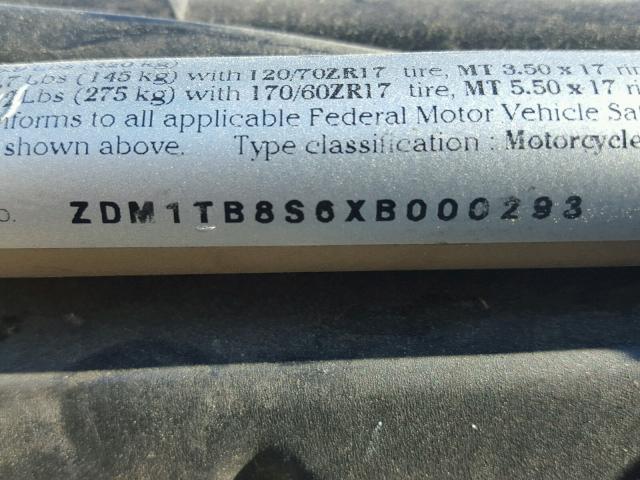 Lbs (145 kg) with 120/70ZR17 tire, MT 3.50 x 17
Lbs (275 kg) with 170/60ZR17 tire, MT 5.50 x 17
nforms to all applicable Federal Motor Vehicle Sa
shown above. Type classification : Motorcycle
o. ZDM1TB8S6XB000293